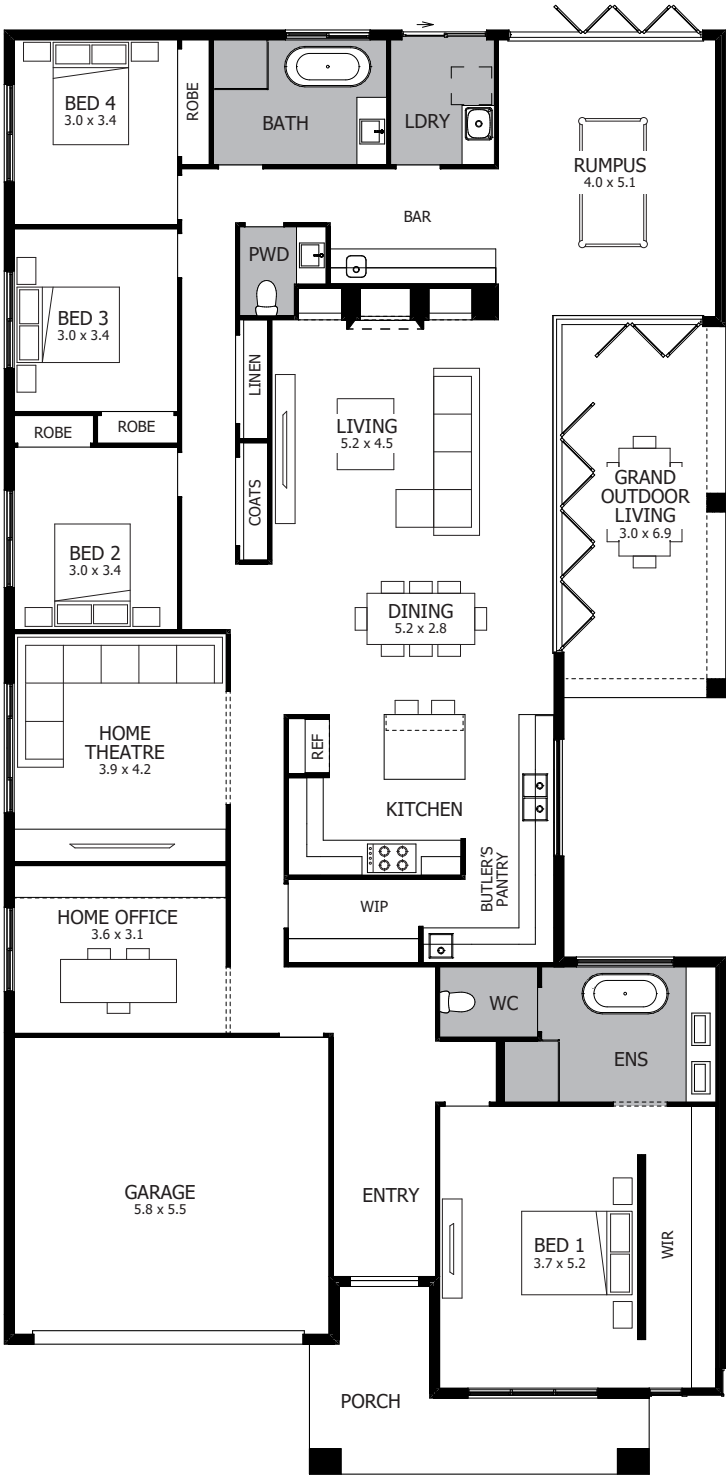 BED 4
3.0 x 3.4
ROBE
BATH
LDRY
RUMPUS
4.0 x 5.1
BAR
PWD
BED 3
3.0 x 3.4
LINEN
ROBE
ROBE
LIVING
5.2 x 4.5
COATS
GRAND
OUTDOOR
LIVING
3.0 x 6.9
BED 2
3.0 x 3.4
DINING
5.2 x 2.8
HOME
THEATRE
3.9 x 4.2
REF
KITCHEN
BUTLER'S
PANTRY
WIP
HOME OFFICE
3.6 x 3.1
WC
ENS
GARAGE
5.8 x 5.5
ENTRY
BED 1
3.7 x 5.2
WIR
PORCH